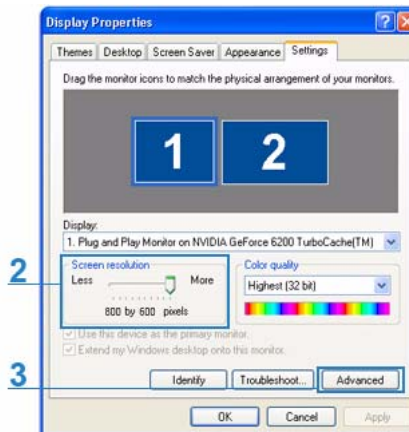 Display Properties
Themes Desktop Screen Saver Appearance Settings
Drag the monitor icons to match the physical arrangement of your monitors.
1 2
Display:
1. Plug and Play Monitor on NVIDIA GeForce 6200 TurboCache(TM)
2
Screen resolution
Less More
800 by 600 pixels
Color quality
Highest (32 bit)
Use this device as the primary monitor.
Extend my Windows desktop onto this monitor.
3
Identify Troubleshoot... Advanced
OK Cancel Apply